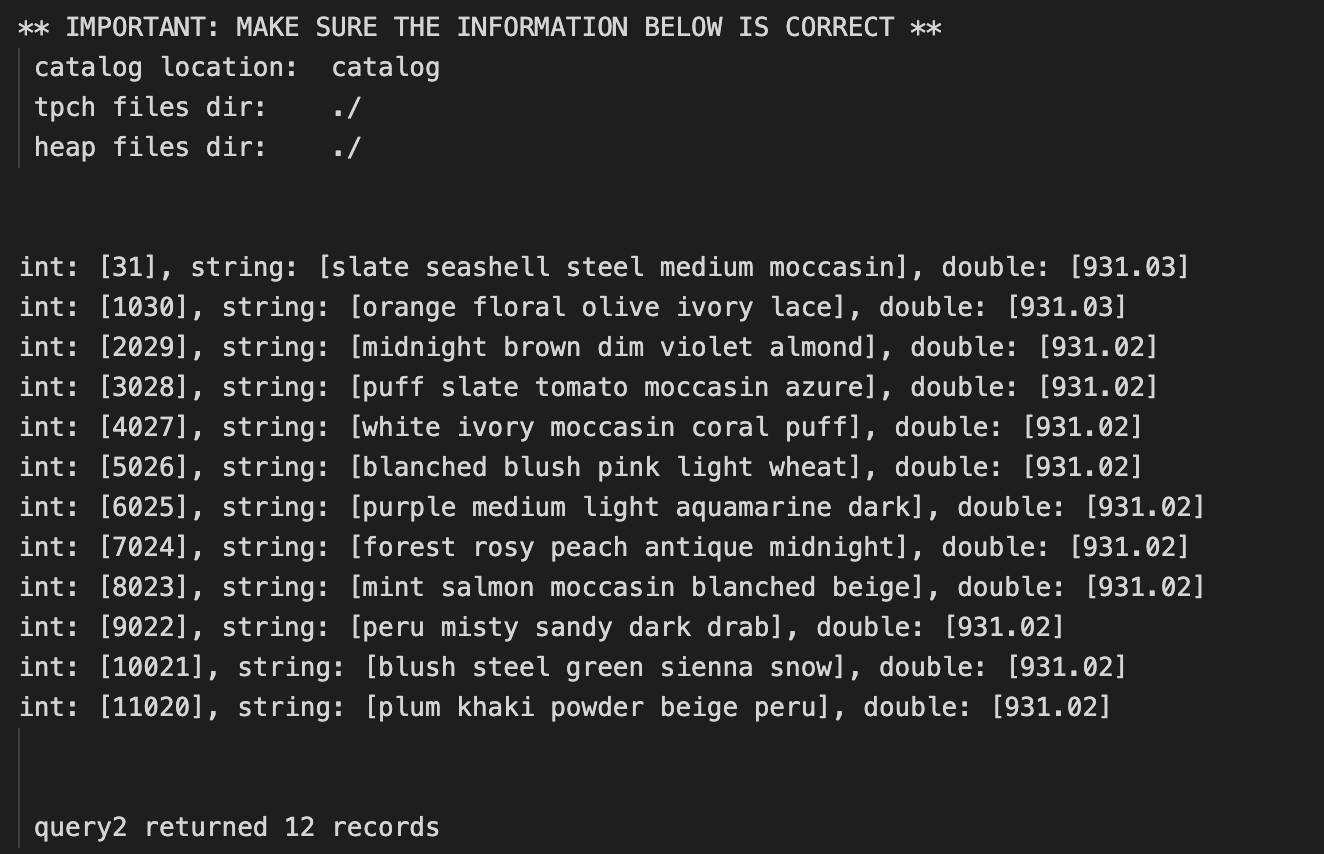 ** IMPORTANT: MAKE SURE THE INFORMATION BELOW IS CORRECT **
catalog location:  catalog
tpch files dir:    ./
heap files dir:    ./
int: [31], string: [slate seashell steel medium moccasin], double: [931.03]
int: [1030], string: [orange floral olive ivory lace], double: [931.03]
int: [2029], string: [midnight brown dim violet almond], double: [931.02]
int: [3028], string: [puff slate tomato moccasin azure], double: [931.02]
int: [4027], string: [white ivory moccasin coral puff], double: [931.02]
int: [5026], string: [blanched blush pink light wheat], double: [931.02]
int: [6025], string: [purple medium light aquamarine dark], double: [931.02]
int: [7024], string: [forest rosy peach antique midnight], double: [931.02]
int: [8023], string: [mint salmon moccasin blanched beige], double: [931.02]
int: [9022], string: [peru misty sandy dark drab], double: [931.02]
int: [10021], string: [blush steel green sienna snow], double: [931.02]
int: [11020], string: [plum khaki powder beige peru], double: [931.02]
query2 returned 12 records